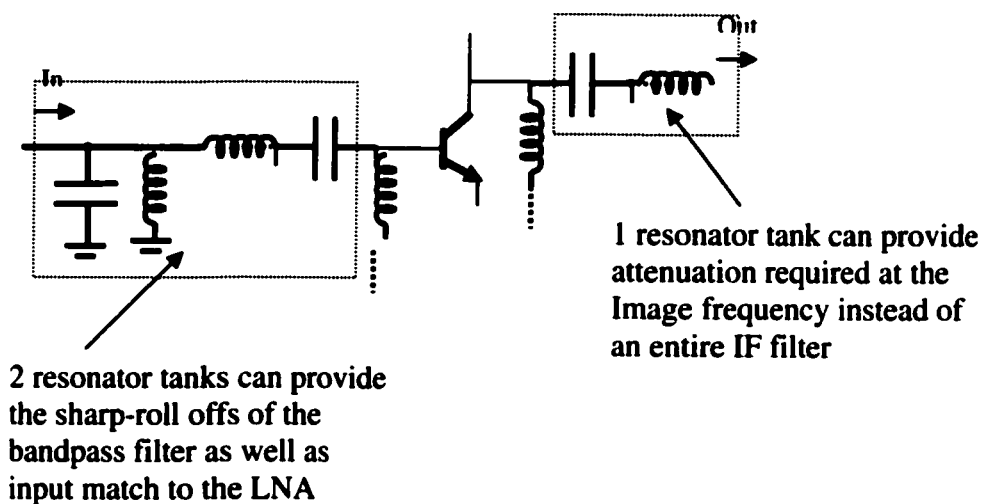 In
Out
1 resonator tank can provide
attenuation required at the
Image frequency instead of
an entire IF filter
2 resonator tanks can provide
the sharp-roll offs of the
bandpass filter as well as
input match to the LNA